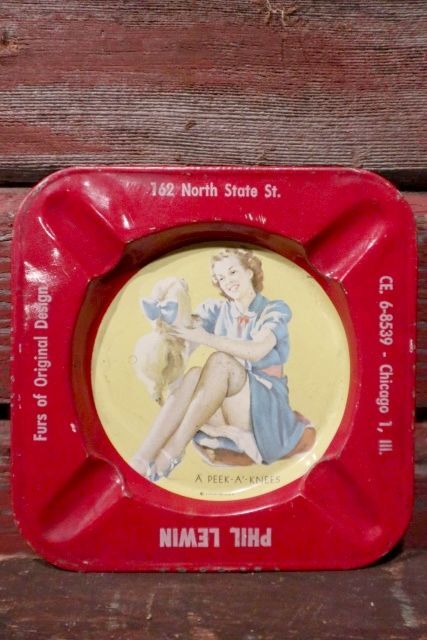 162 North State St.
CE. 6-8539 - Chicago 1, Ill.
PHIL LEWIN
Furs of Original Design
A PEEK-A'-KNEES